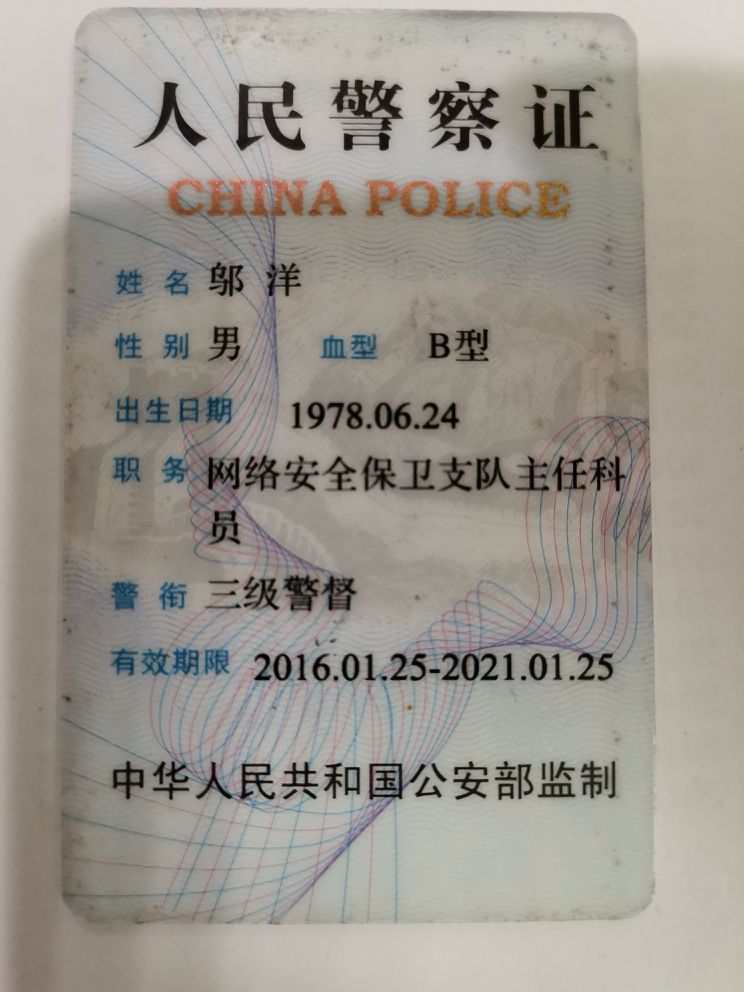 人民警察证
CHINA POLICE
姓 名 邬 洋
性 别 男 血型 B型
出生日期 1978.06.24
职 务 网络安全保卫支队主任科
员
警 衔 三级警督
有效期限 2016.01.25-2021.01.25
中华人民共和国公安部监制